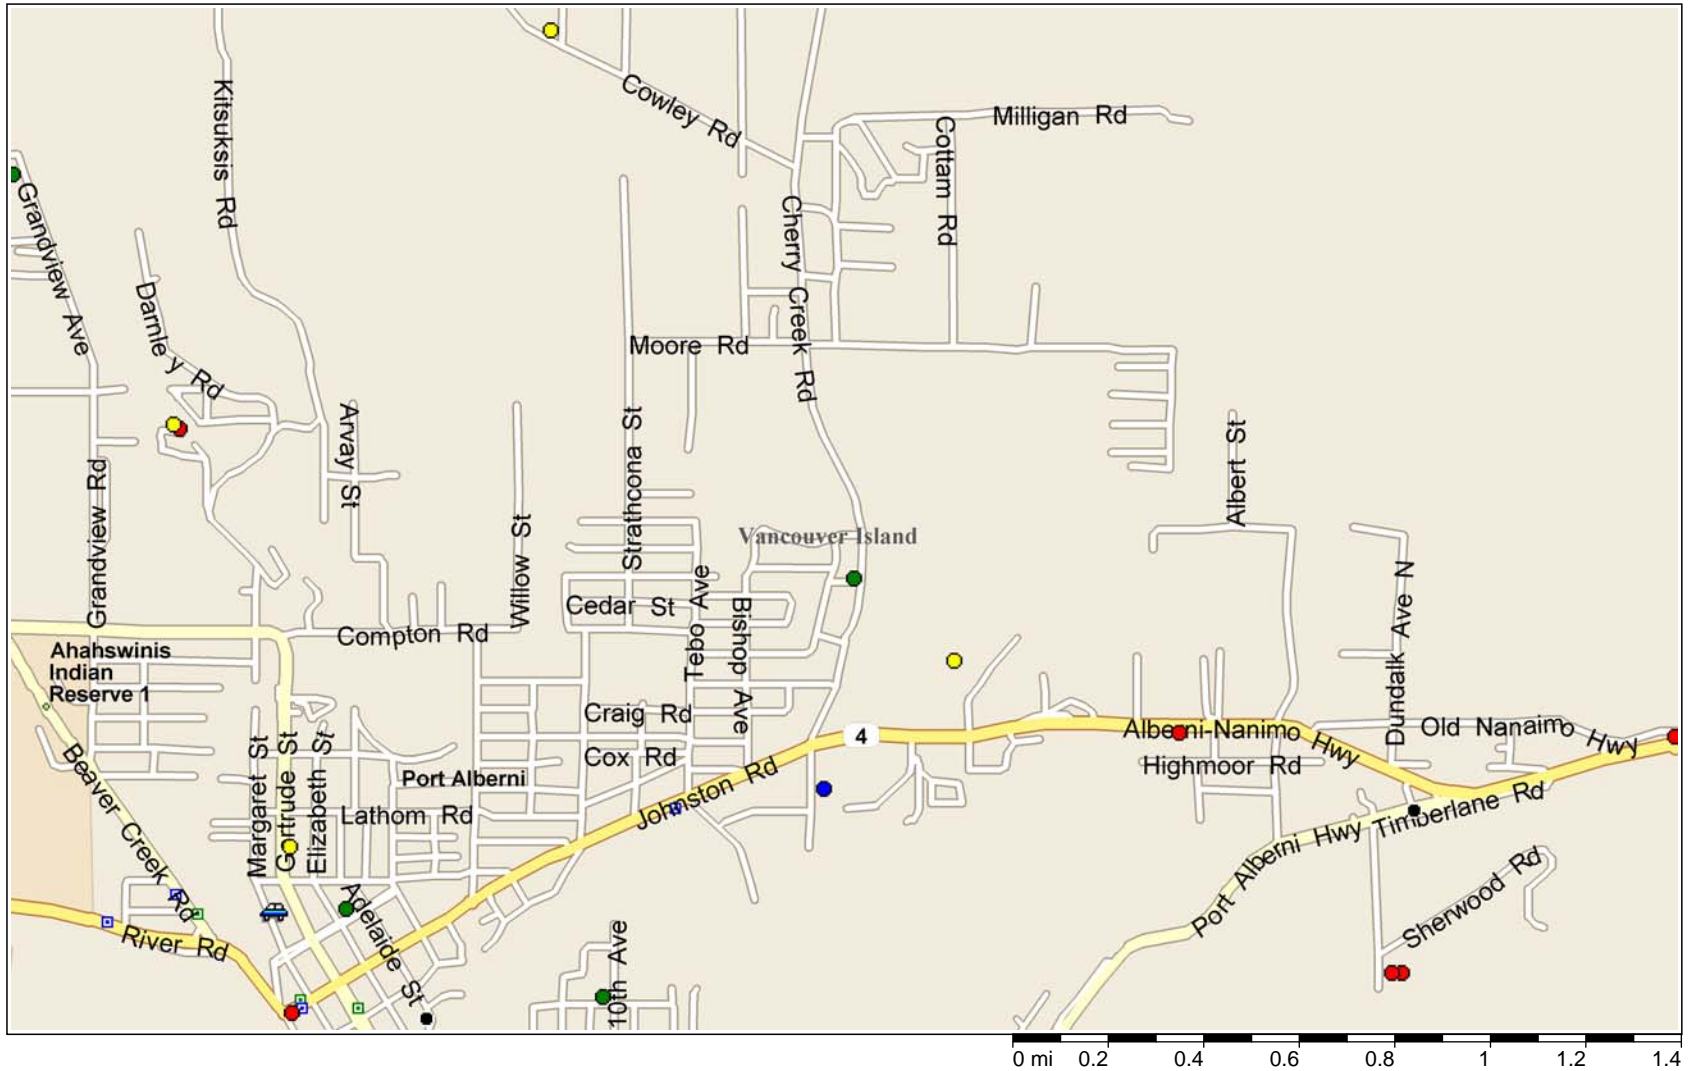 Kitsuksis Rd
Cowley Rd
Milligan Rd
Cottam Rd
Grandview Ave
Cherry Creek Rd
Darnle y Rd
Moore Rd
Arvay St
Strathcona St
Albert St
Grandview Rd
Willow St
Vancouver Island
Tebo Ave
Dundalk Ave N
Cedar St
Bishop Ave
Compton Rd
Ahahswinis
Indian
Reserve 1
Craig Rd
4
Alberni-Nanimo Hwy
Old Nanaimo Hwy
Cox Rd
Highmoor Rd
Margaret St
Gertrude St
Elizabeth St
Port Alberni
Beaver Creek Rd
Lathom Rd
Johnston Rd
Port Alberni Hwy
Timberlane Rd
Sherwood Rd
Adelaide St
River Rd
10th Ave
0 mi 0.2 0.4 0.6 0.8 1 1.2 1.4